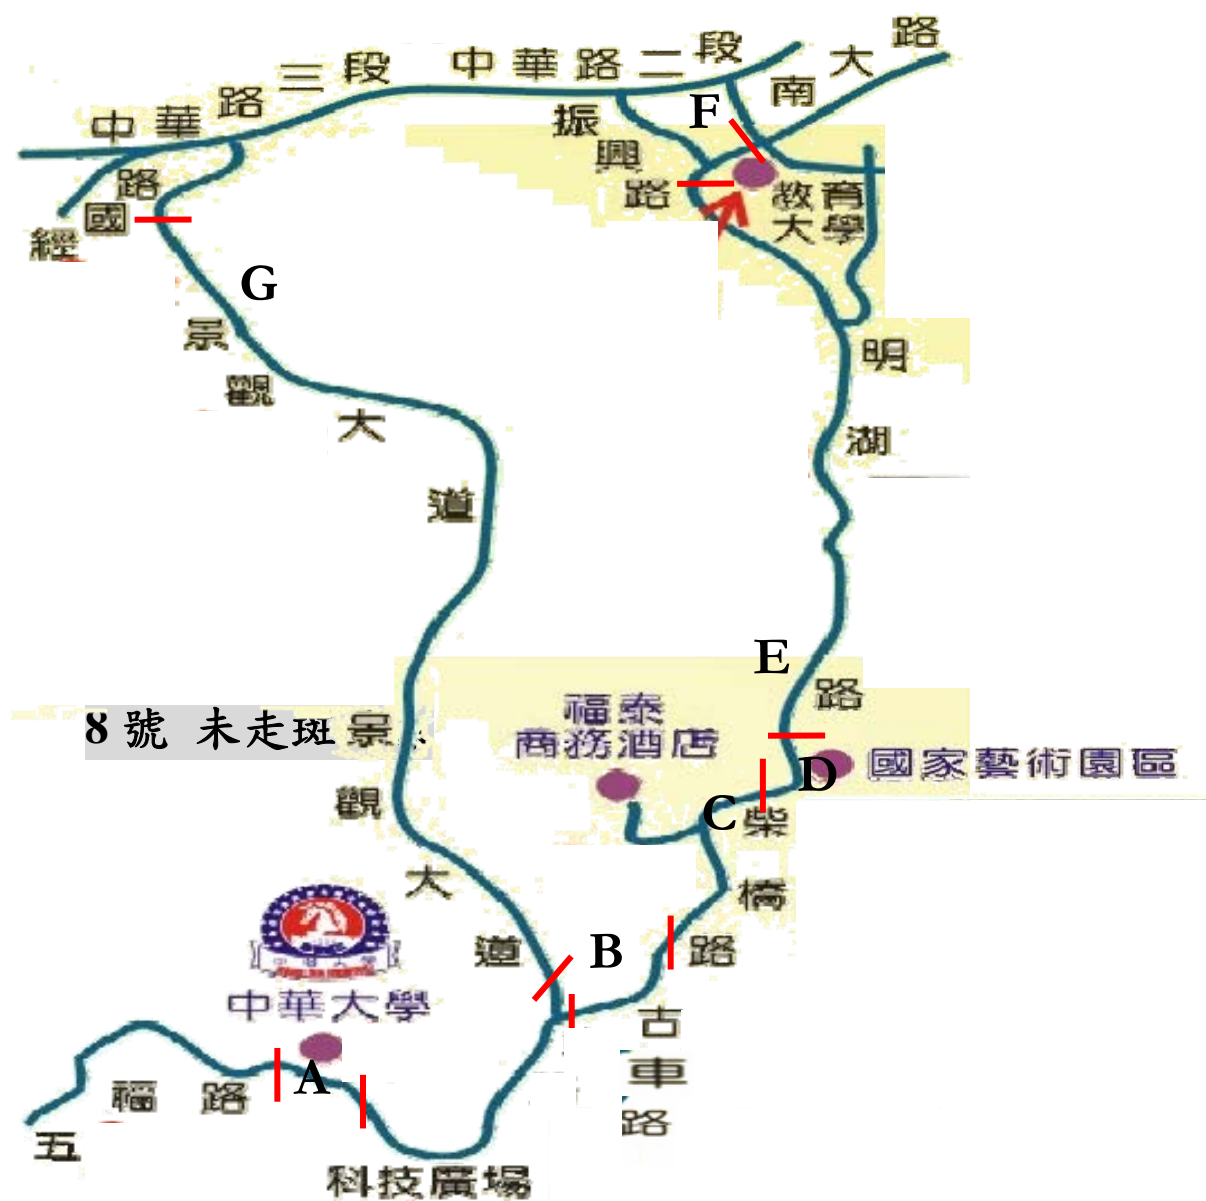 中華路三段
中華路二段
南大路
振興路
F
教育
大學
經國路
G
景觀大道
明湖路
E
8號 未走斑
景觀大道
福泰
商務酒店
D
國家藝術園區
C
柴橋路
B
古車路
中華大學
A
五福路
科技廣場